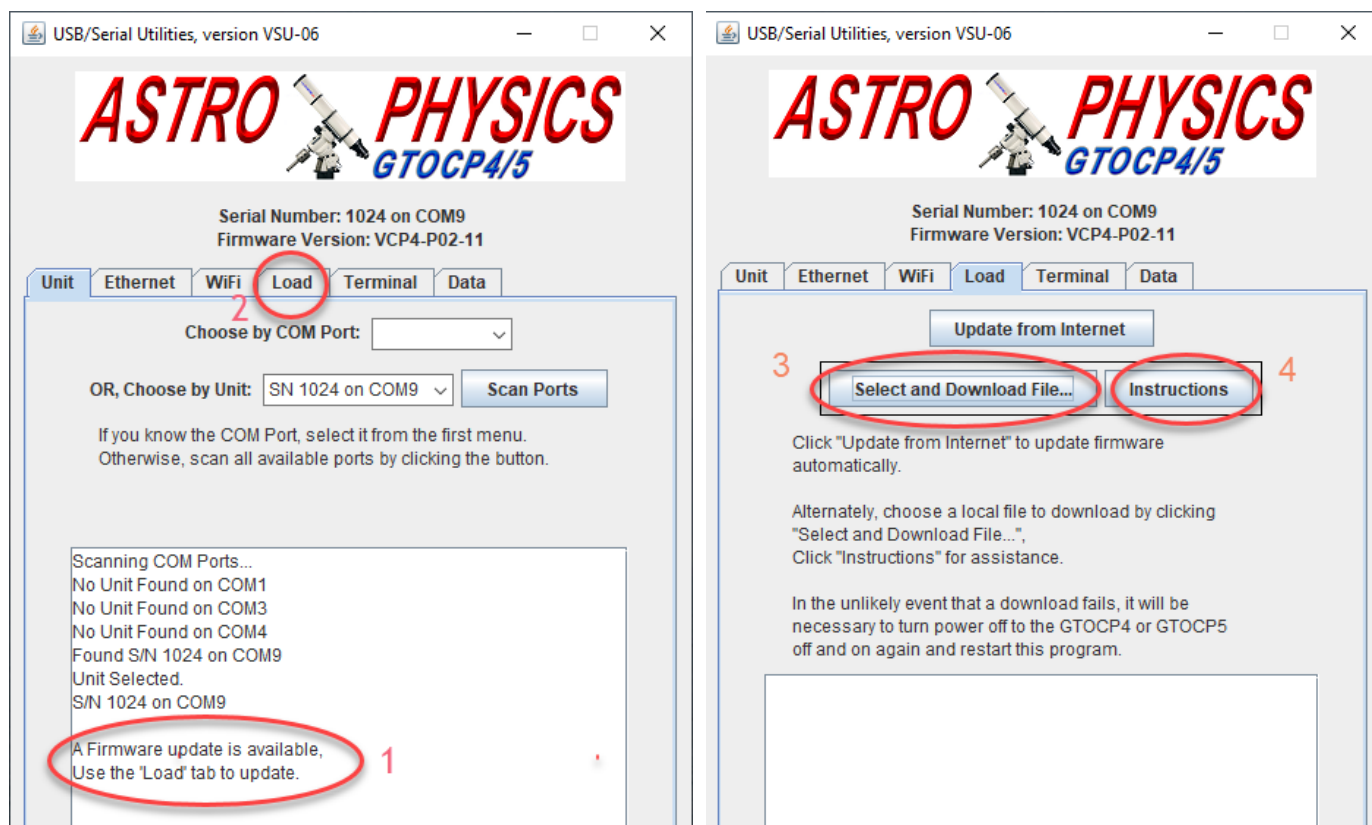 USB/Serial Utilities, version VSU-06
ASTRO PHYSICS
GTOCP4/5
Serial Number: 1024 on COM9
Firmware Version: VCP4-P02-11
Unit Ethernet WiFi Load Terminal Data
2
Choose by COM Port:
OR, Choose by Unit: SN 1024 on COM9 Scan Ports
If you know the COM Port, select it from the first menu.
Otherwise, scan all available ports by clicking the button.
Scanning COM Ports...
No Unit Found on COM1
No Unit Found on COM3
No Unit Found on COM4
Found S/N 1024 on COM9
Unit Selected.
S/N 1024 on COM9
A Firmware update is available,
Use the 'Load' tab to update.
1
USB/Serial Utilities, version VSU-06
ASTRO PHYSICS
GTOCP4/5
Serial Number: 1024 on COM9
Firmware Version: VCP4-P02-11
Unit Ethernet WiFi Load Terminal Data
Update from Internet
3 Select and Download File... Instructions 4
Click "Update from Internet" to update firmware
automatically.
Alternately, choose a local file to download by clicking
"Select and Download File...",
Click "Instructions" for assistance.
In the unlikely event that a download fails, it will be
necessary to turn power off to the GTOCP4 or GTOCP5
off and on again and restart this program.